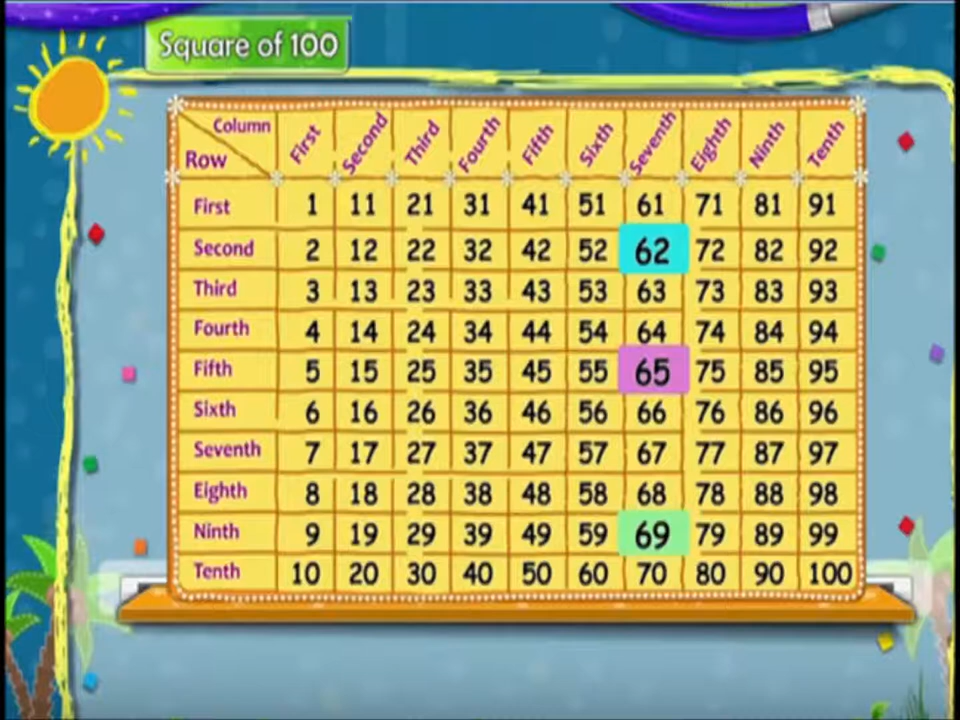 Square of 100
Column First Second Third Fourth Fifth Sixth Seventh Eighth Ninth Tenth
Row
First 1 11 21 31 41 51 61 71 81 91
Second 2 12 22 32 42 52 62 72 82 92
Third 3 13 23 33 43 53 63 73 83 93
Fourth 4 14 24 34 44 54 64 74 84 94
Fifth 5 15 25 35 45 55 65 75 85 95
Sixth 6 16 26 36 46 56 66 76 86 96
Seventh 7 17 27 37 47 57 67 77 87 97
Eighth 8 18 28 38 48 58 68 78 88 98
Ninth 9 19 29 39 49 59 69 79 89 99
Tenth 10 20 30 40 50 60 70 80 90 100